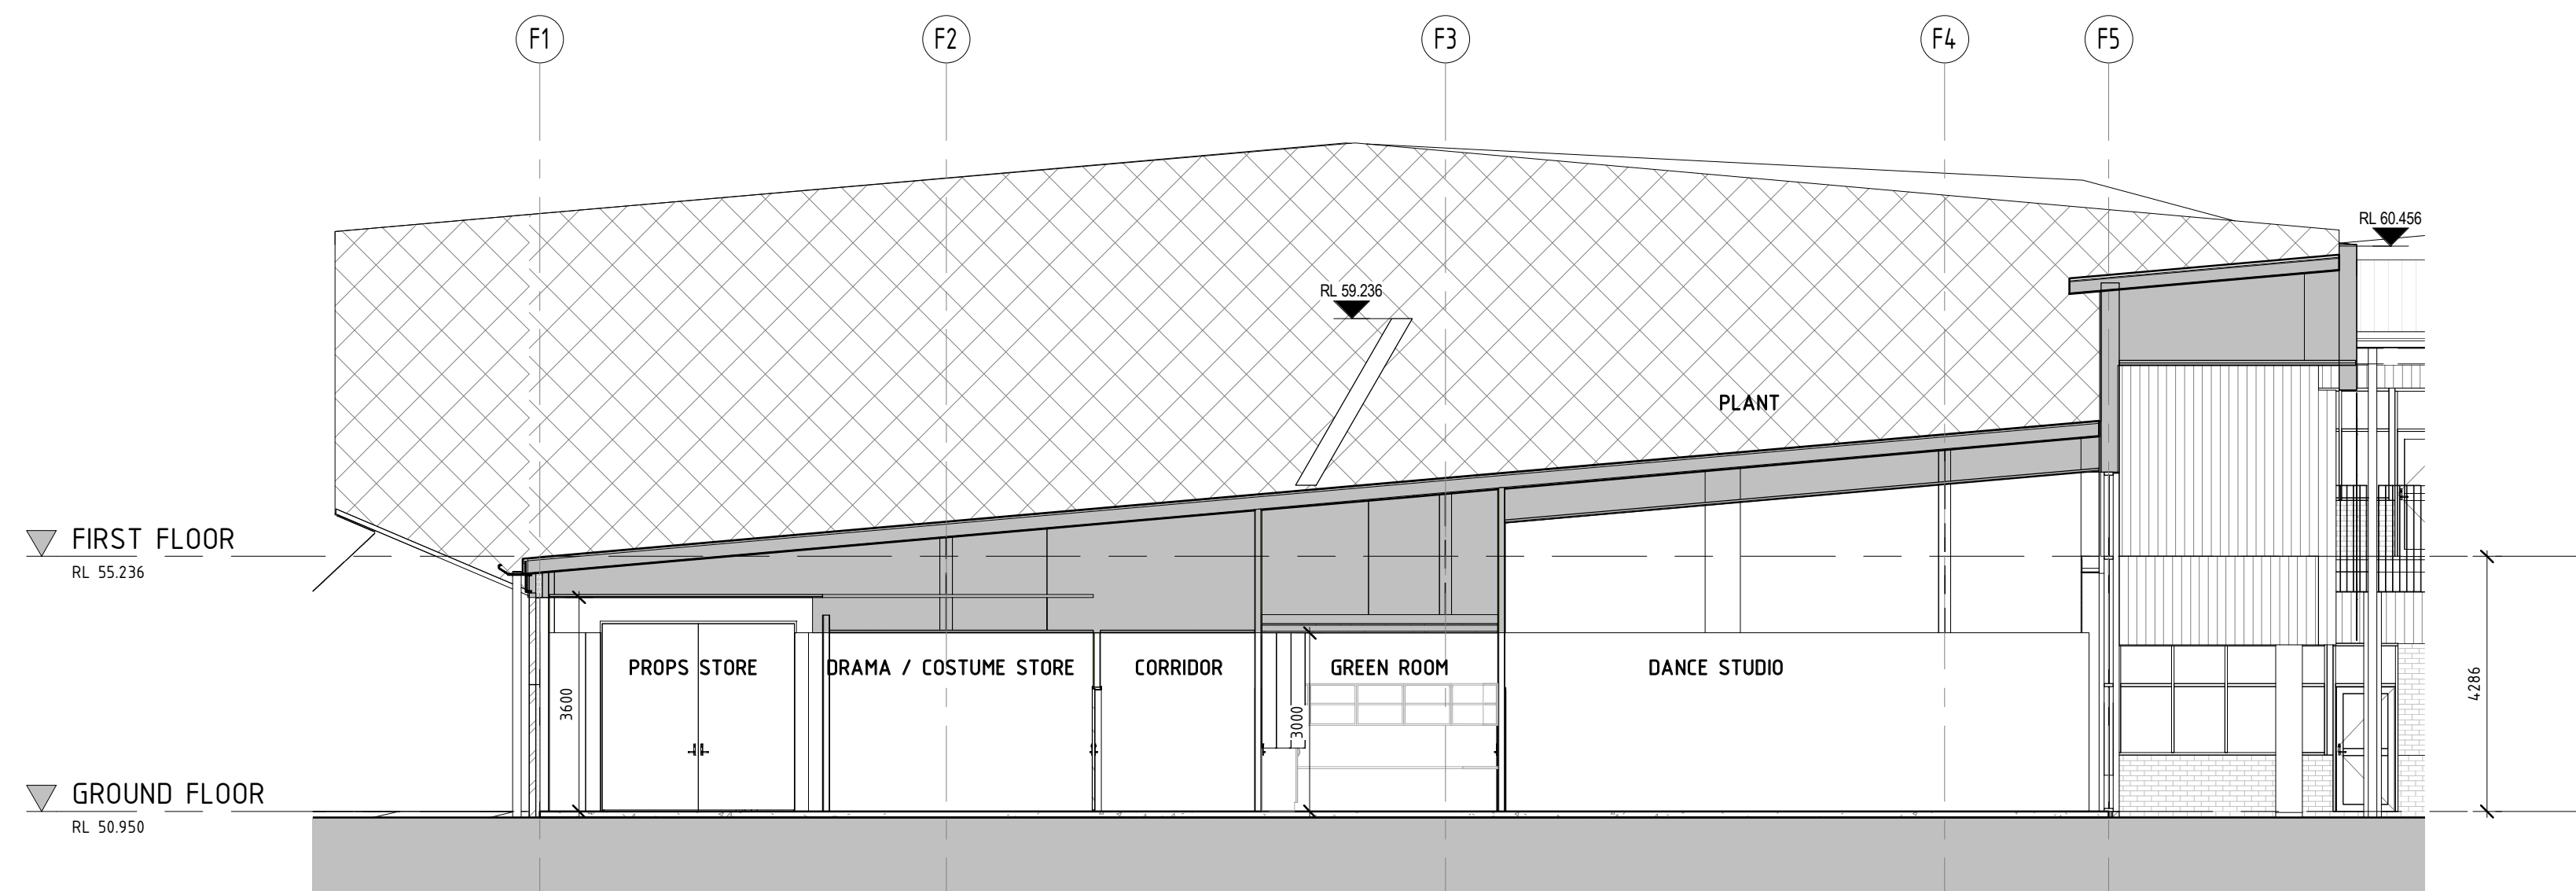 F1
F2
F3
F4
F5
RL 60.456
RL 59.236
PLANT
FIRST FLOOR
RL 55.236
PROPS STORE
DRAMA / COSTUME STORE
CORRIDOR
GREEN ROOM
DANCE STUDIO
3600
3000
4286
GROUND FLOOR
RL 50.950